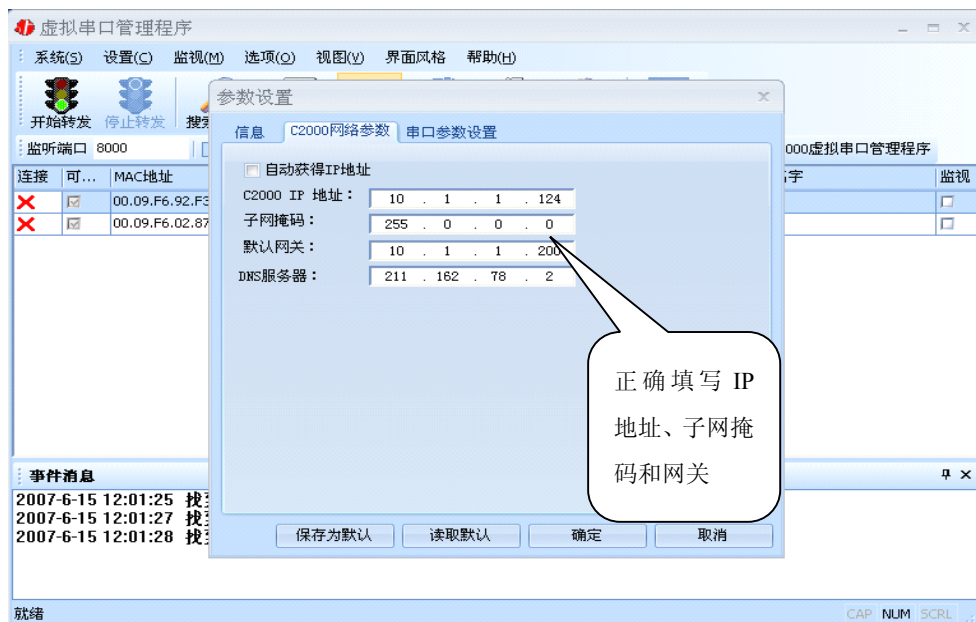 虚拟串口管理程序
系统(S) 设置(C) 监视(M) 选项(O) 视图(V) 界面风格 帮助(H)
开始转发 停止转发
监听端口 8000
000虚拟串口管理程序
连接 可... MAC地址 字 监视
00.09.F6.92.F3
00.09.F6.02.87
参数设置
信息 C2000网络参数 串口参数设置
自动获得IP地址
C2000 IP 地址： 10 . 1 . 1 . 124
子网掩码： 255 . 0 . 0 . 0
默认网关： 10 . 1 . 1 . 200
DNS服务器： 211 . 162 . 78 . 2
正确填写 IP
地址、子网掩
码和网关
保存为默认 读取默认 确定 取消
事件消息
2007-6-15 12:01:25 找
2007-6-15 12:01:27 找
2007-6-15 12:01:28 找
就绪
CAP NUM SCRL